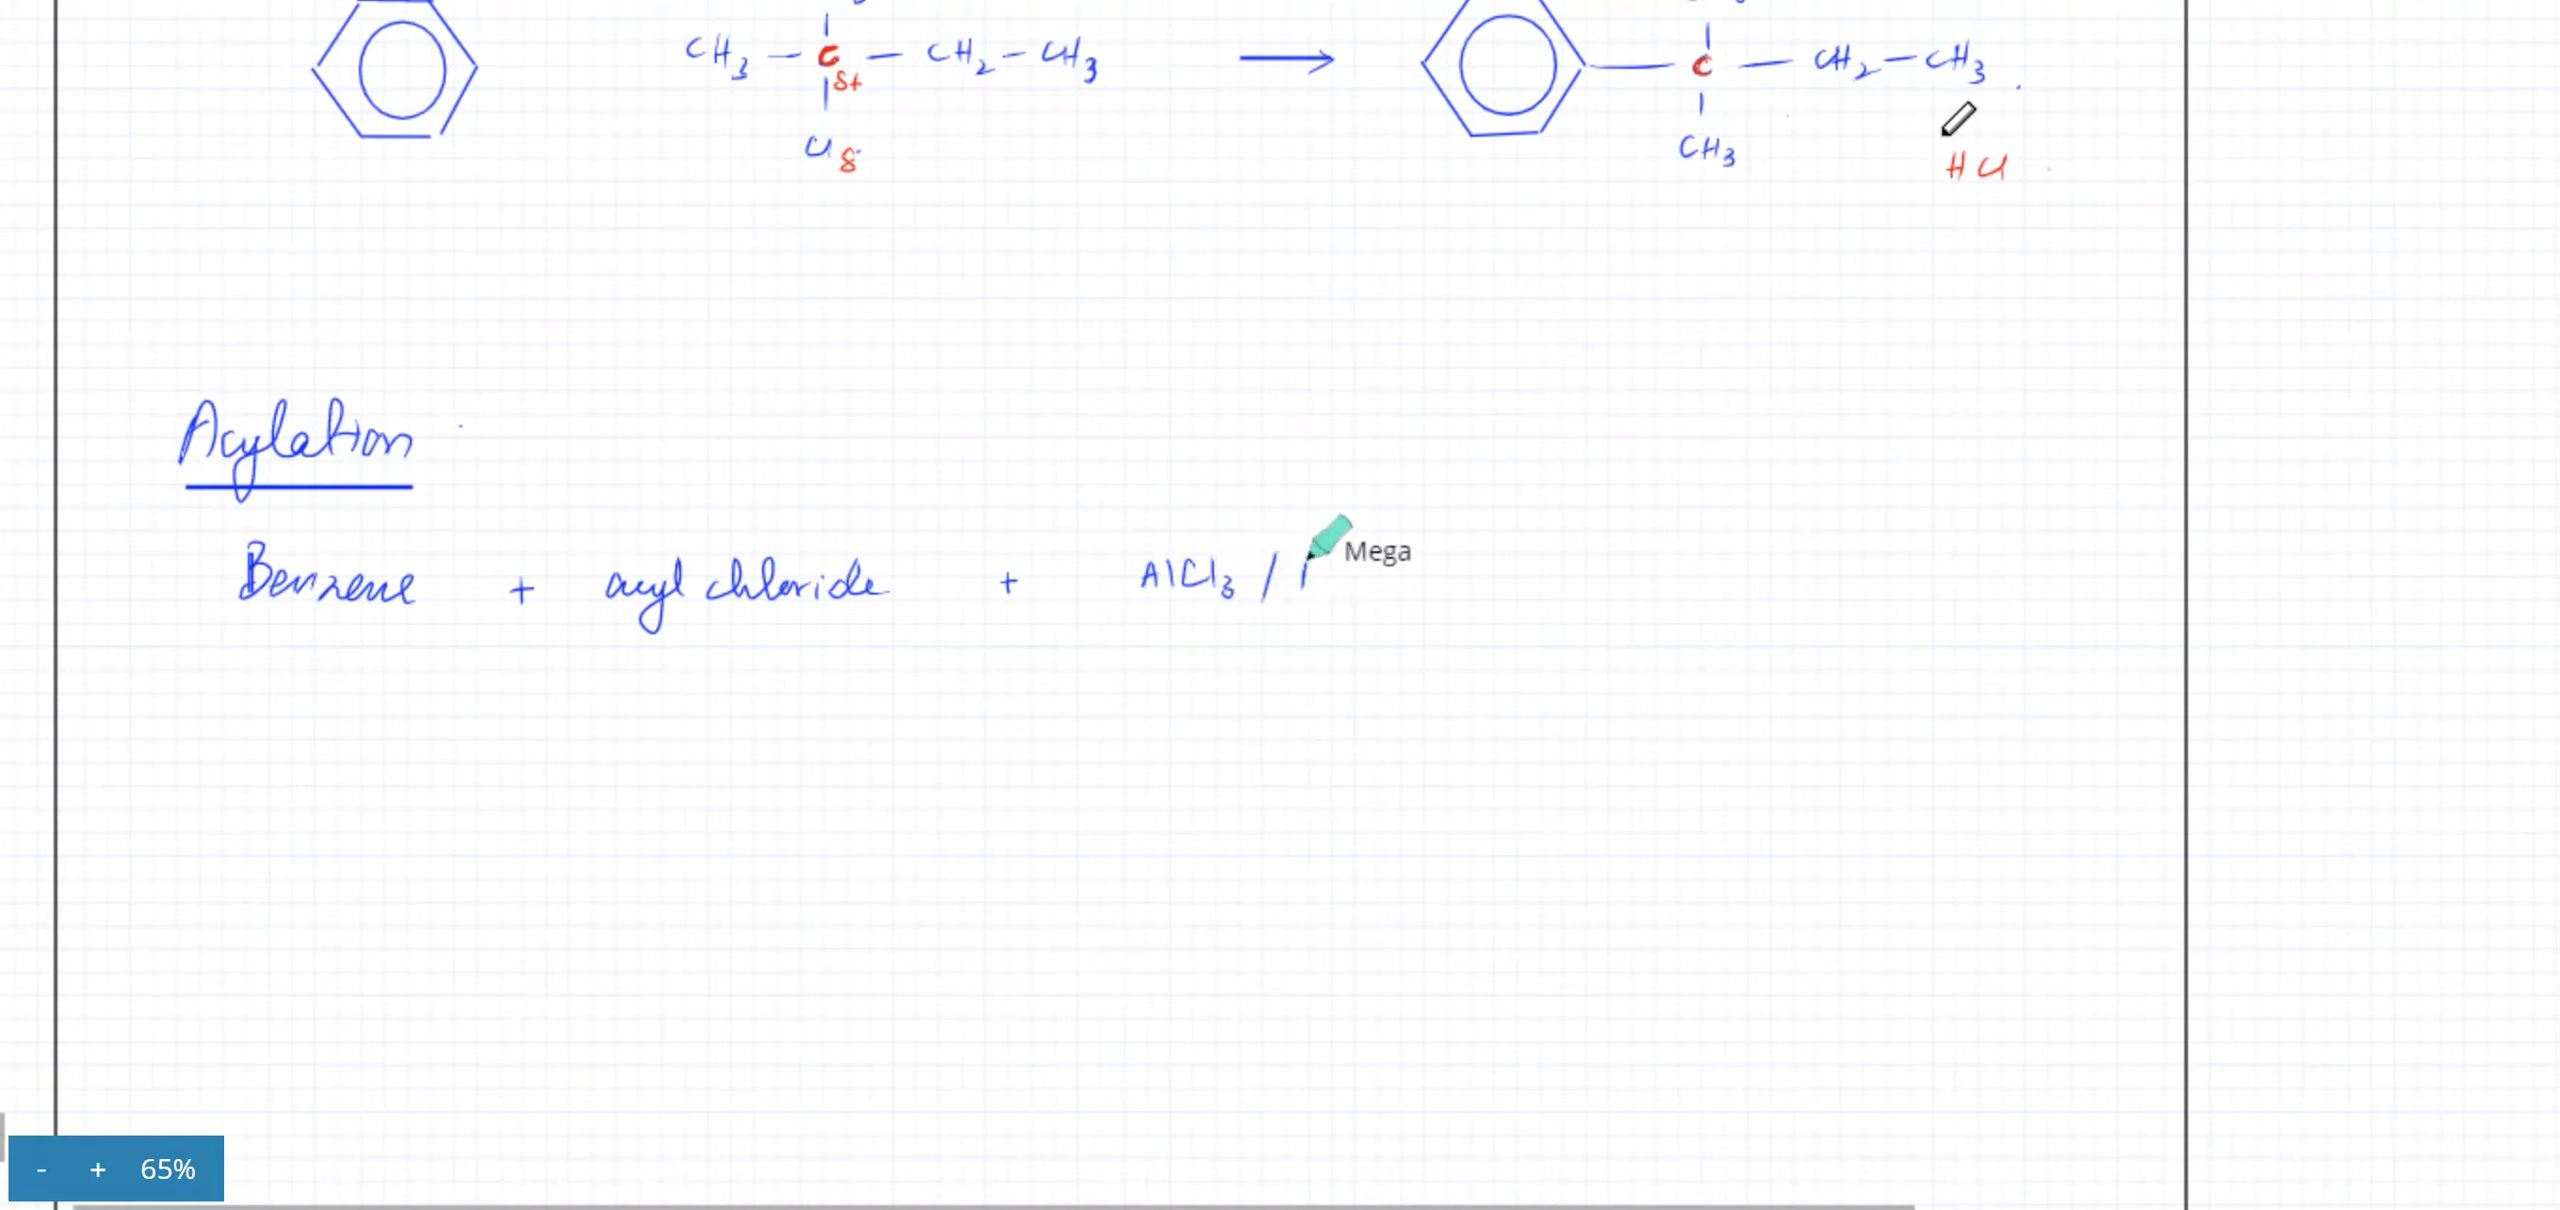 CH3 — C — CH2 — CH3 → — C — CH2 — CH3
δ+
Cl δ- CH3
HCl
Acylation
Benzene + acyl chloride + AlCl3 /
Mega
- + 65%